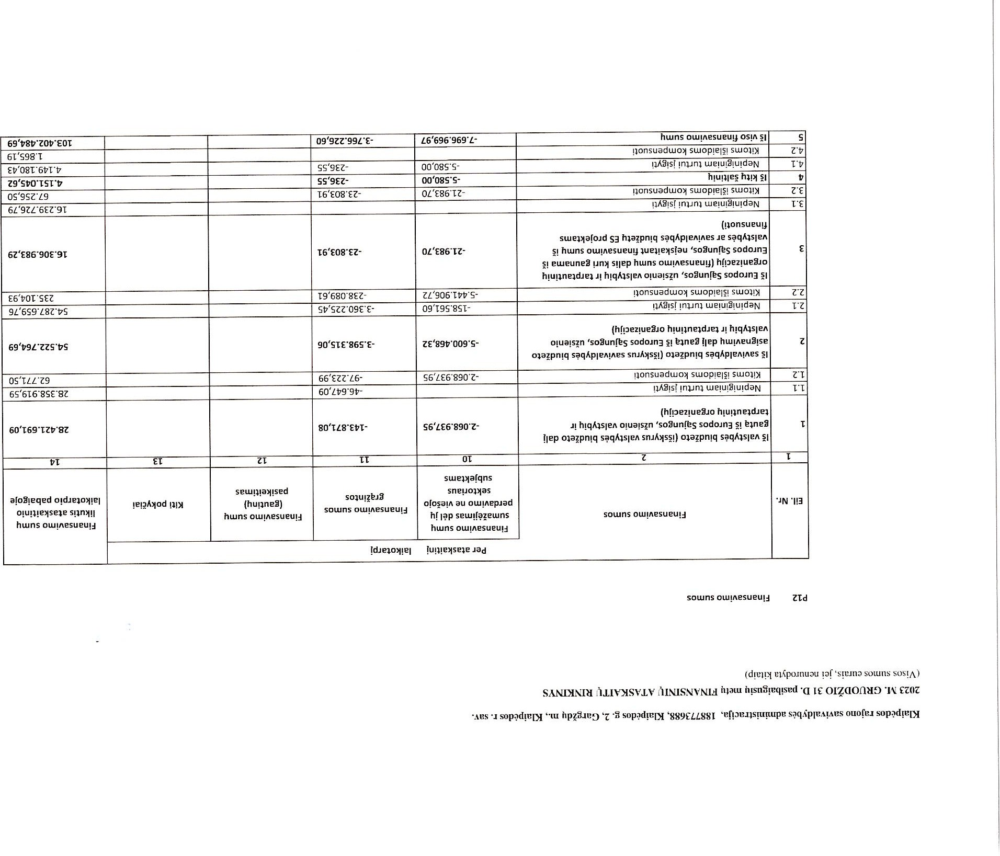 Klaipėdos rajono savivaldybės administracija, 188773688, Klaipėdos g. 2, Gargždų m., Klaipėdos r. sav.
2023 M. GRUODŽIO 31 D. pasibaigusių metų FINANSINIŲ ATASKAITŲ RINKINYS
(Visos sumos eurais, jei nenurodyta kitaip)
P12 Finansavimo sumos
Per ataskaitinį laikotarpį
Eil. Nr. Finansavimo sumos
Finansavimo sumų
sumažėjimas dėl jų
perdavimo ne viešojo
sektoriaus
subjektams
Finansavimo sumos
grąžintos
Finansavimo sumų
(gautinų)
pasikeitimas
Kiti pokyčiai
Finansavimo sumų
likutis ataskaitinio
laikotarpio pabaigoje
1 2 10 11 12 13 14
1 Iš valstybės biudžeto (išskyrus valstybės biudžeto dalį
gautą iš Europos Sąjungos, užsienio valstybių ir
tarptautinių organizacijų)
-2.068.937,95 -143.871,08 28.421.691,09
1.1 Nepiniginiam turtui įsigyti -46.647,09 28.358.919,59
1.2 Kitoms išlaidoms kompensuoti -2.068.937,95 -97.223,99 62.771,50
2 Iš savivaldybės biudžeto (išskyrus savivaldybės biudžeto
asignavimų dalį gautą iš Europos Sąjungos, užsienio
valstybių ir tarptautinių organizacijų)
-5.600.468,32 -3.598.315,06 54.522.764,69
2.1 Nepiniginiam turtui įsigyti -158.561,60 -3.360.225,45 54.287.659,76
2.2 Kitoms išlaidoms kompensuoti -5.441.906,72 -238.089,61 235.104,93
3 Iš Europos Sąjungos, užsienio valstybių ir tarptautinių
organizacijų (finansavimo sumų dalis kuri gaunama iš
Europos Sąjungos, neįskaitant finansavimo sumų iš
valstybės ar savivaldybės biudžetų ES projektams
finansuoti)
-21.983,70 -23.803,91 16.306.983,29
3.1 Nepiniginiam turtui įsigyti 16.239.726,79
3.2 Kitoms išlaidoms kompensuoti -21.983,70 -23.803,91 67.256,50
4 Iš kitų šaltinių -5.580,00 -236,55 4.151.045,62
4.1 Nepiniginiam turtui įsigyti -5.580,00 -236,55 4.149.180,43
4.2 Kitoms išlaidoms kompensuoti 1.865,19
5 Iš viso finansavimo sumų -7.696.969,97 -3.766.226,60 103.402.484,69